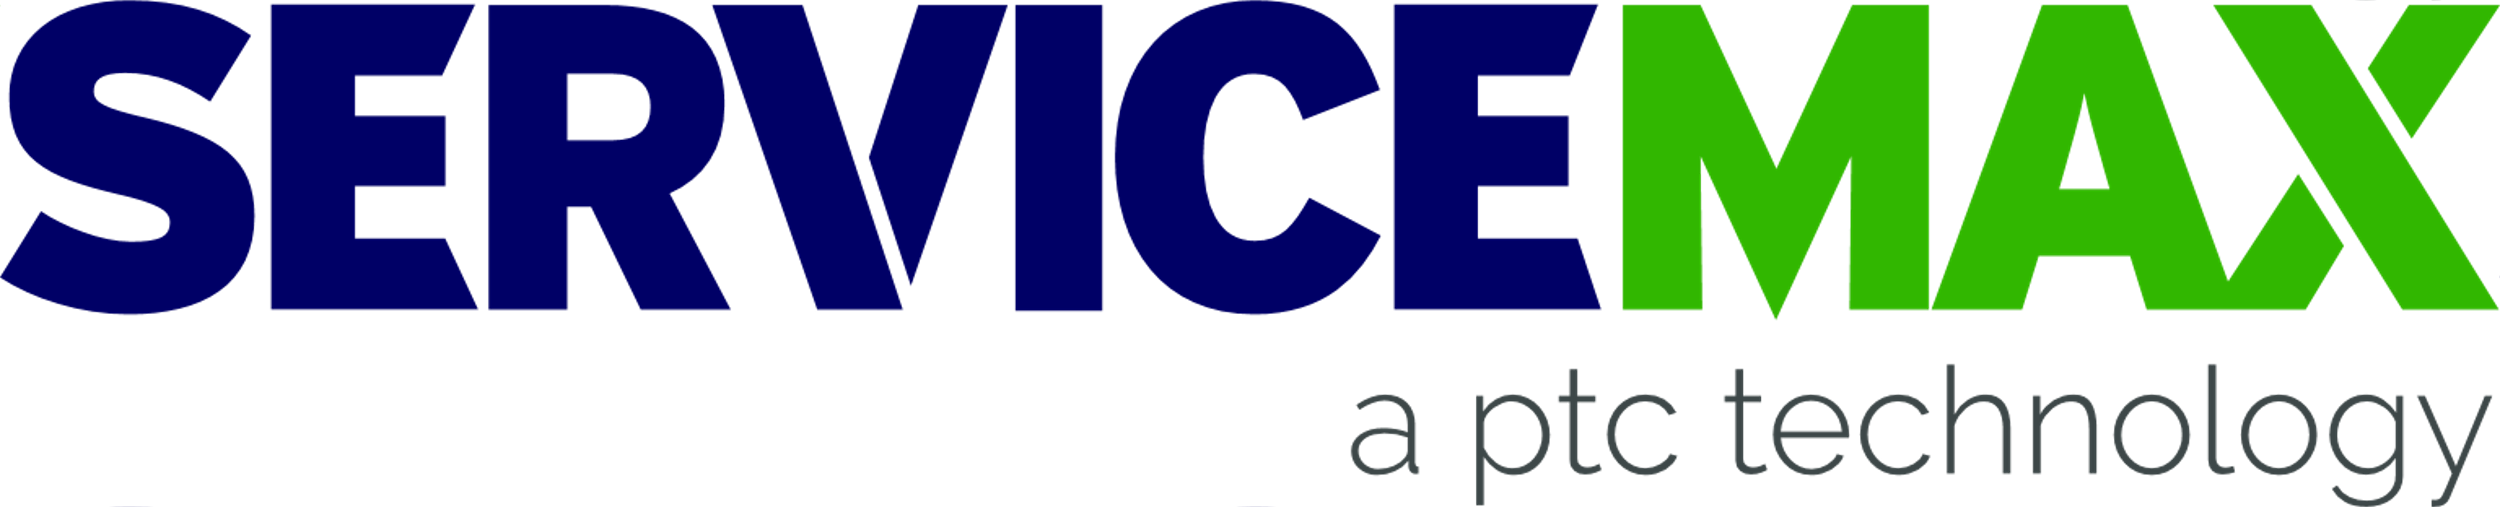 SERVICEMAX
a ptc technology